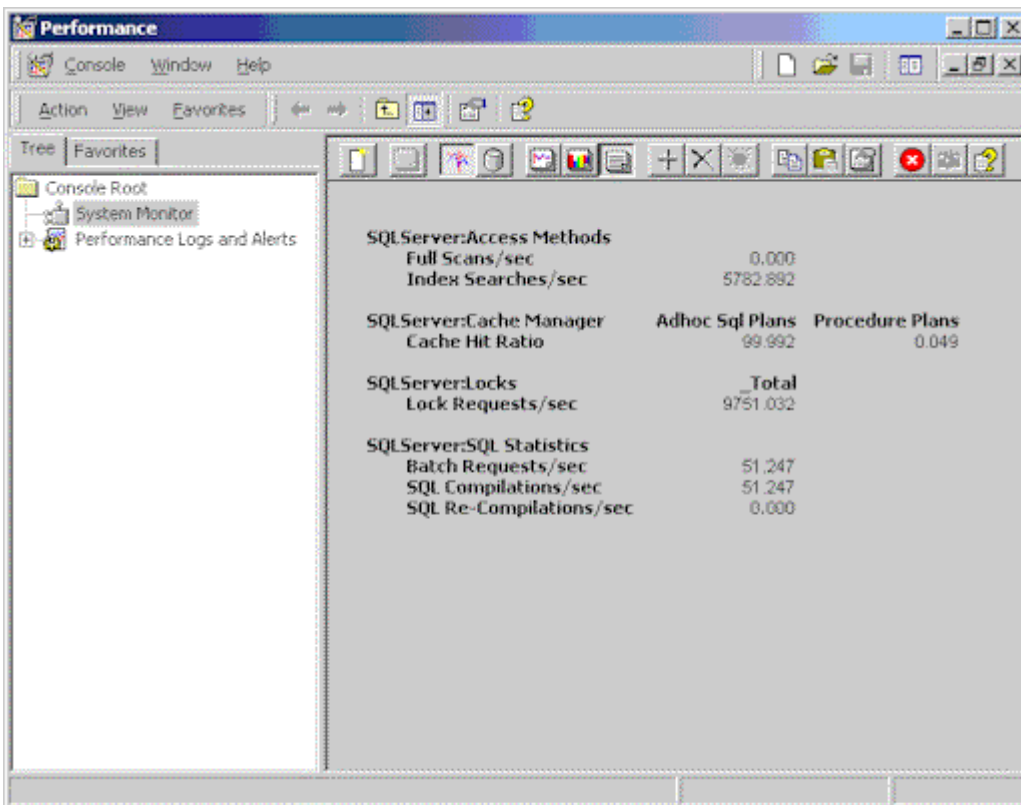 Performance
Console Window Help
Action View Favorites
Tree Favorites
Console Root
System Monitor
Performance Logs and Alerts
SQLServer:Access Methods
Full Scans/sec 0.000
Index Searches/sec 5782.892
SQLServer:Cache Manager Adhoc Sql Plans Procedure Plans
Cache Hit Ratio 99.992 0.049
SQLServer:Locks _Total
Lock Requests/sec 9751.032
SQLServer:SQL Statistics
Batch Requests/sec 51.247
SQL Compilations/sec 51.247
SQL Re-Compilations/sec 0.000